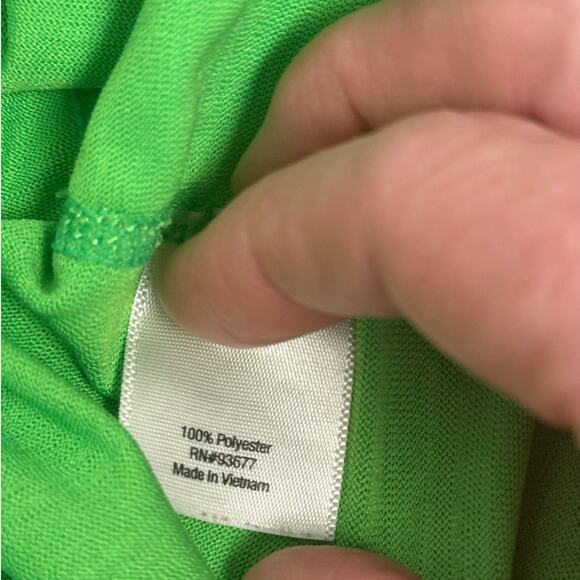 100% Polyester
RN#93677
Made in Vietnam